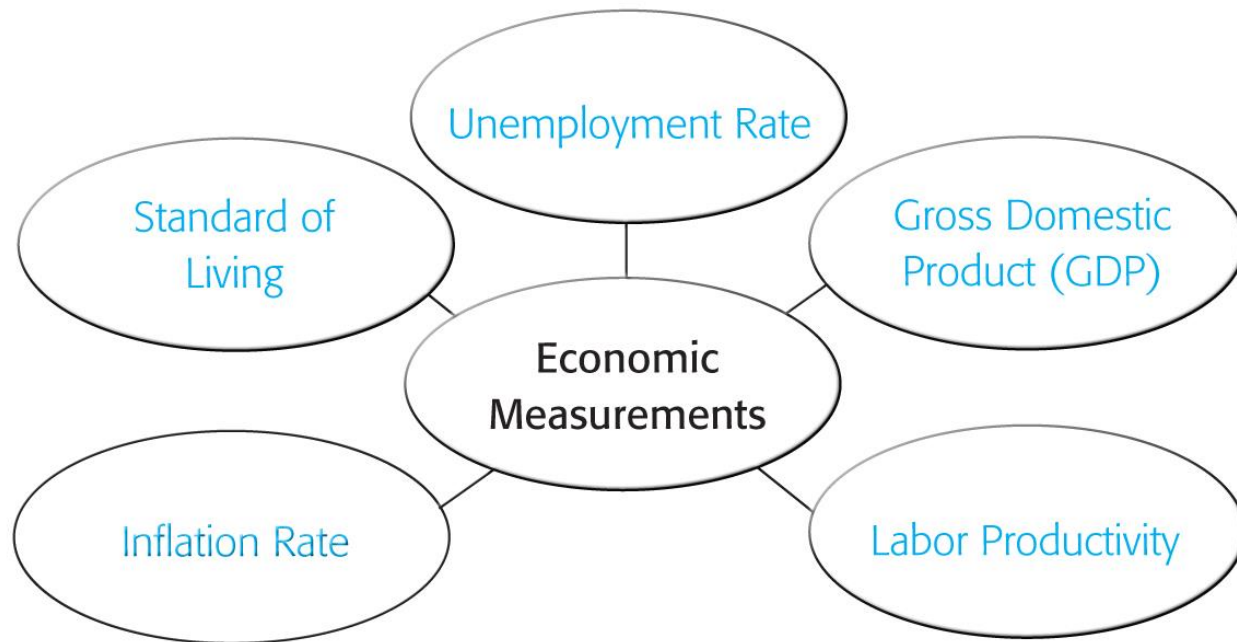 Unemployment Rate
Standard of
Living
Gross Domestic
Product (GDP)
Economic
Measurements
Inflation Rate
Labor Productivity